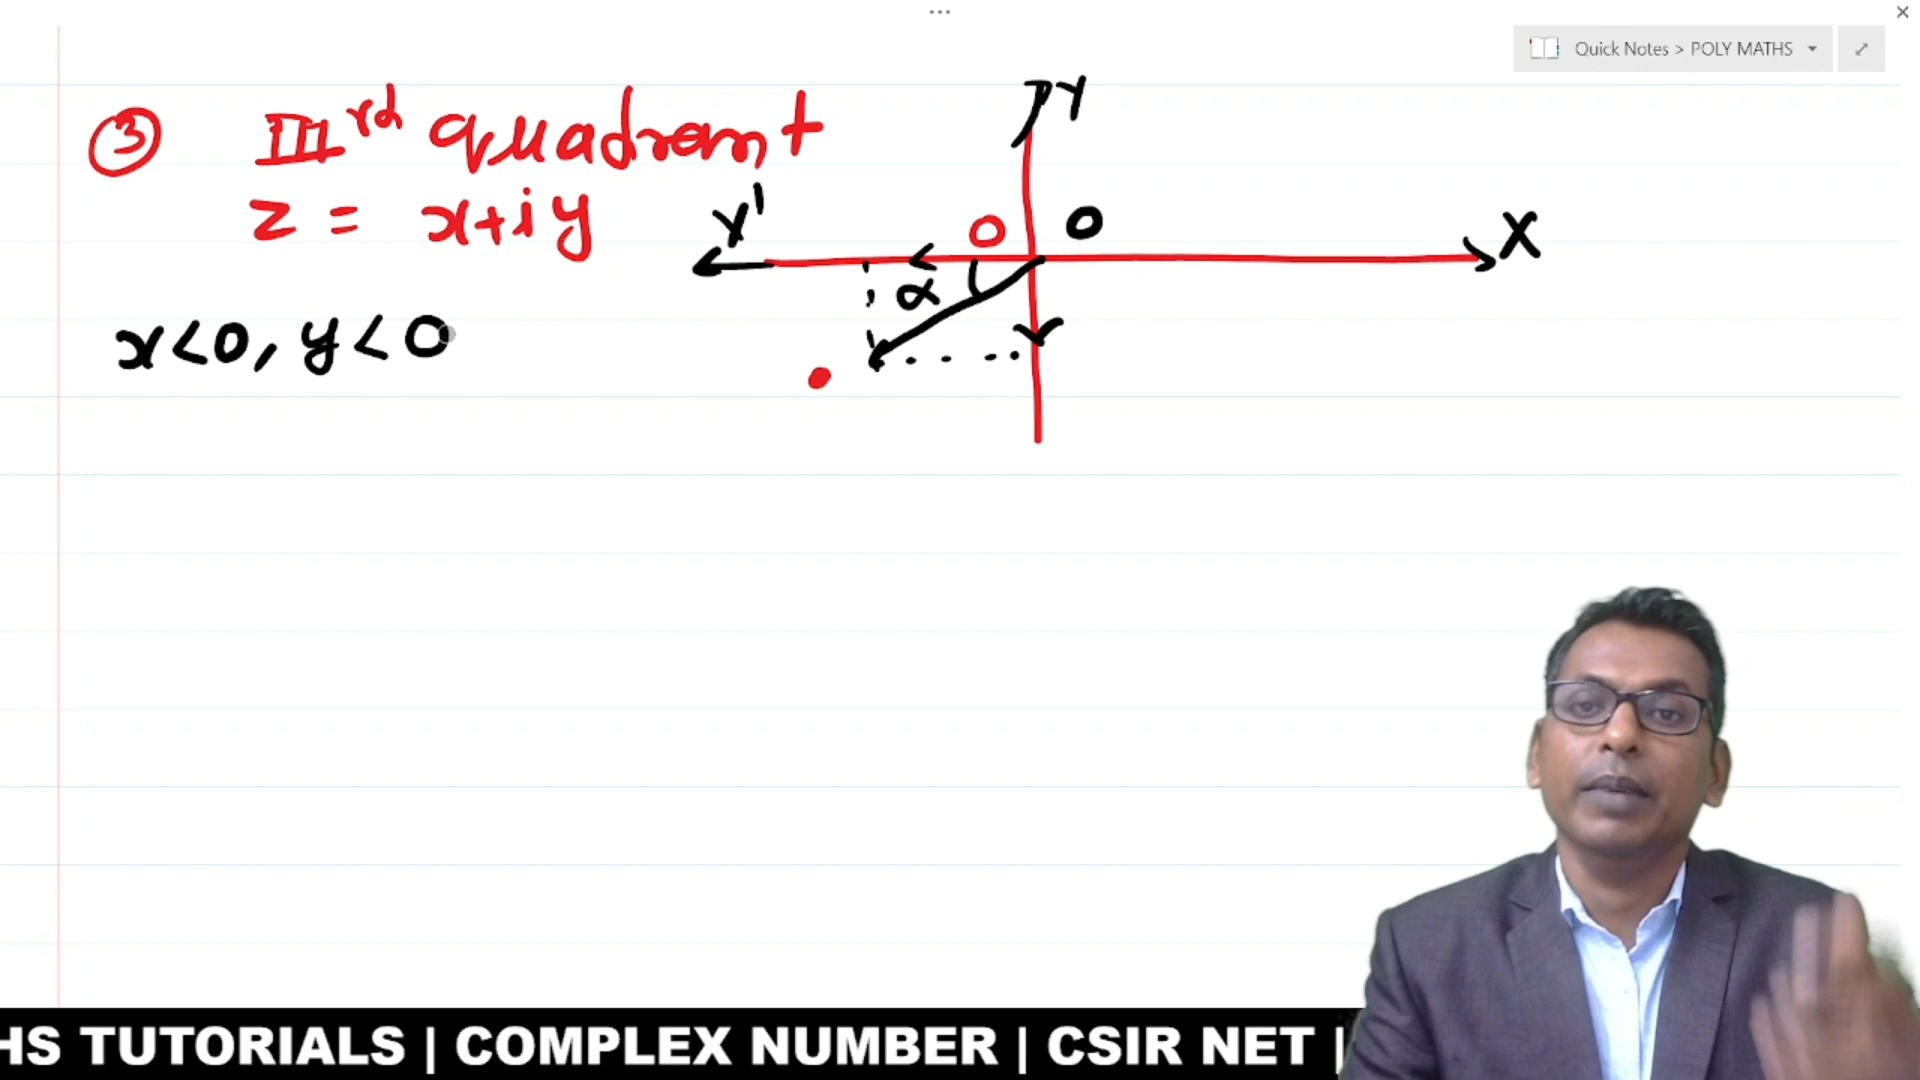 Quick Notes > POLY MATHS
Y
③ IIIrd quadrant
z = x+iy
X'
O
O
X
α
x<0, y<0
HS TUTORIALS | COMPLEX NUMBER | CSIR NET |